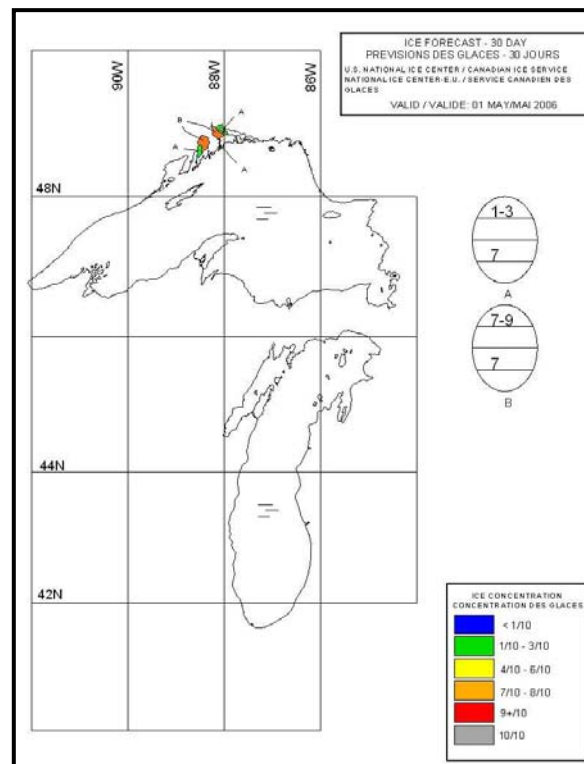 ICE FORECAST - 30 DAY
PREVISIONS DES GLACES - 30 JOURS
U.S. NATIONAL ICE CENTER / CANADIAN ICE SERVICE
NATIONAL ICE CENTER-E.U. / SERVICE CANADIEN DES
GLACES
VALID / VALIDE: 01 MAY/MAI 2006
90W
88W
86W
A
B
A
A
48N
1-3
7
A
7-9
7
B
44N
42N
ICE CONCENTRATION
CONCENTRATION DES GLACES
< 1/10
1/10 - 3/10
4/10 - 6/10
7/10 - 8/10
9+/10
10/10